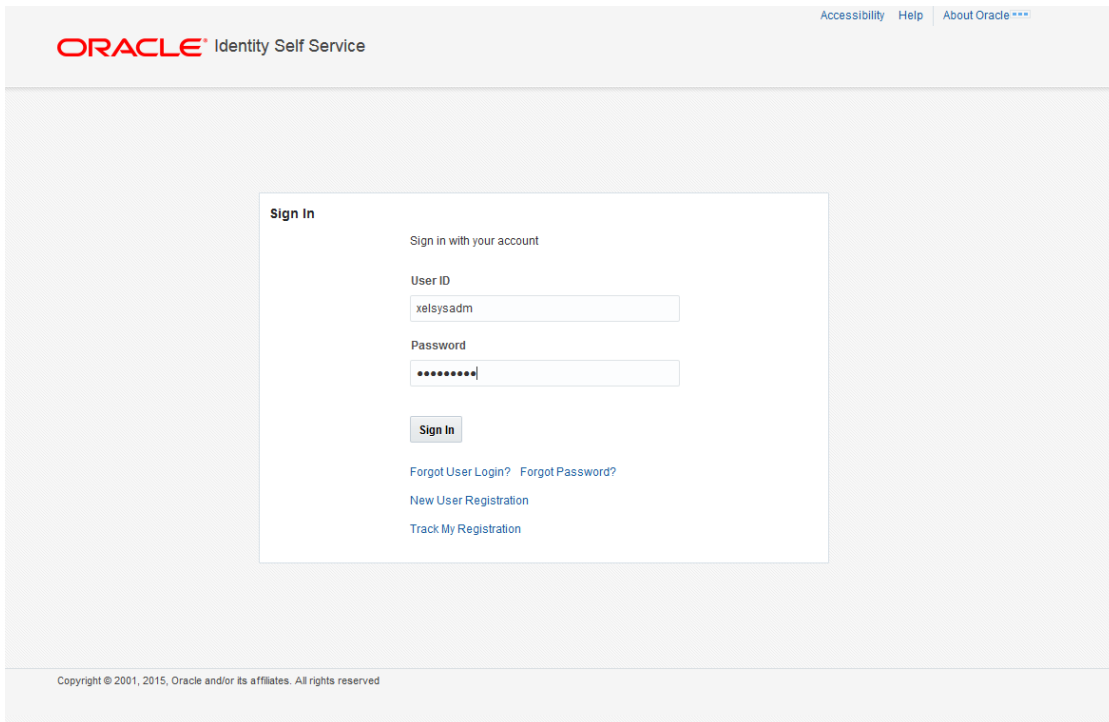 Accessibility Help About Oracle
ORACLE® Identity Self Service
Sign In
Sign in with your account
User ID
xelsysadm
Password
•••••••••
Sign In
Forgot User Login? Forgot Password?
New User Registration
Track My Registration
Copyright © 2001, 2015, Oracle and/or its affiliates. All rights reserved